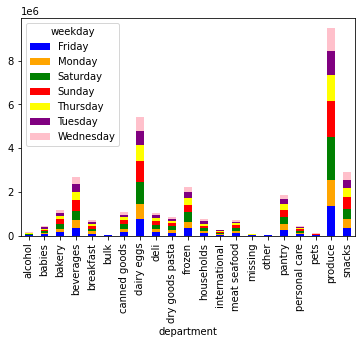 1e6
weekday
Friday
Monday
Saturday
Sunday
Thursday
Tuesday
Wednesday
8
6
4
2
0
alcohol
babies
bakery
beverages
breakfast
bulk
canned goods
dairy eggs
deli
dry goods pasta
frozen
households
international
meat seafood
missing
other
pantry
personal care
pets
produce
snacks
department